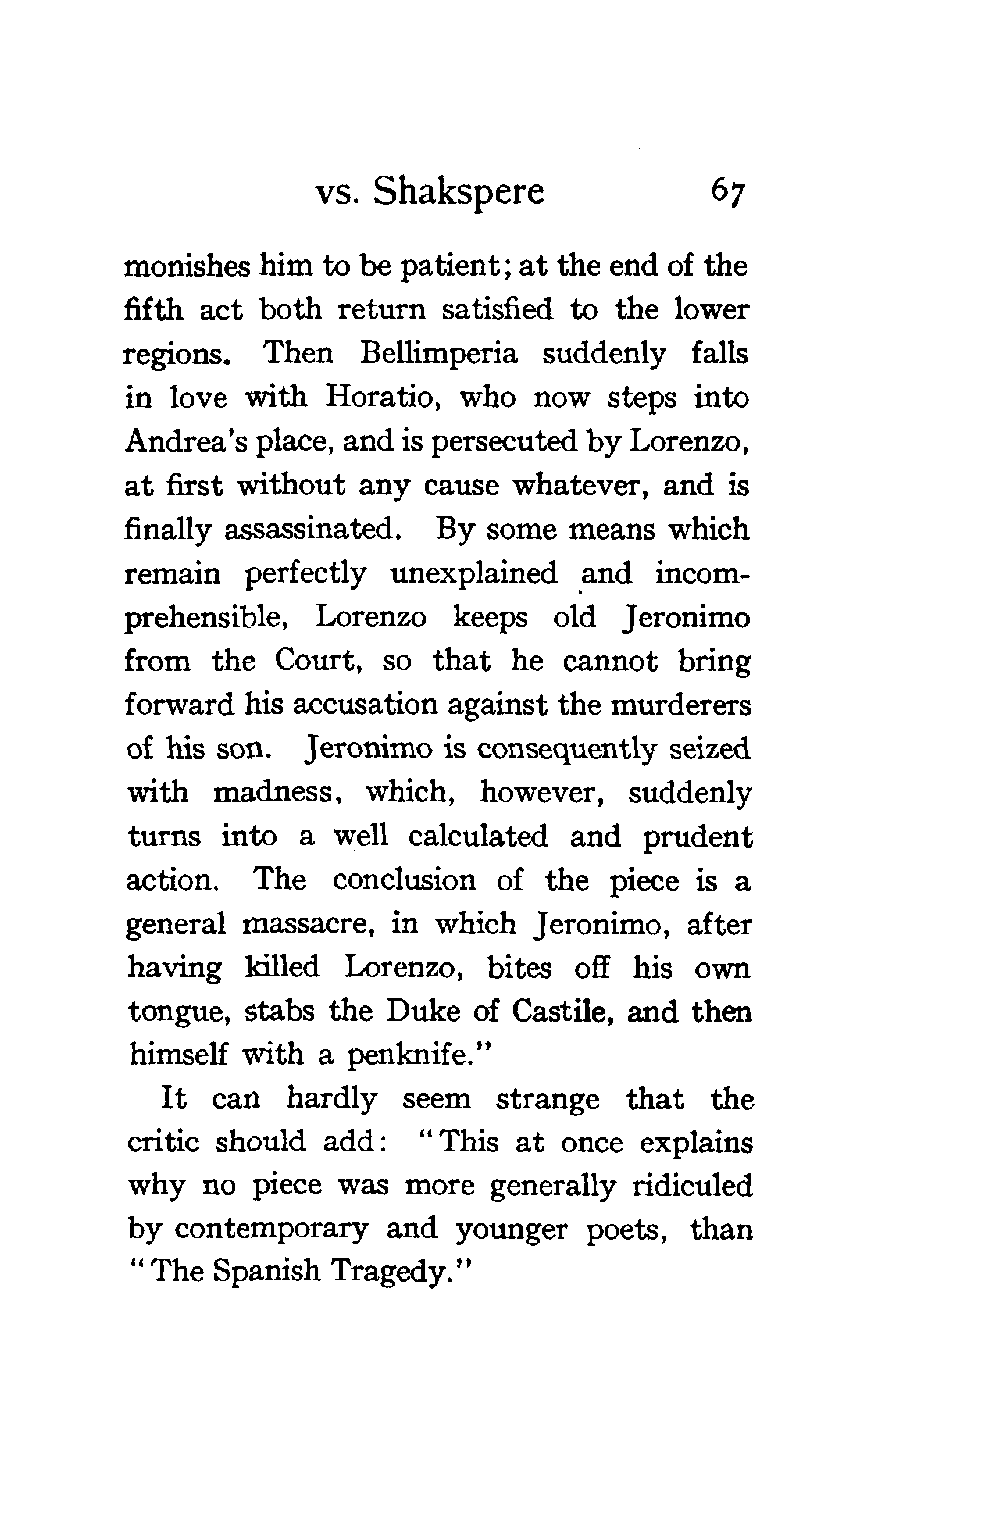 vs. Shakspere 67
monishes him to be patient; at the end of the
fifth act both return satisfied to the lower
regions. Then Bellimperia suddenly falls
in love with Horatio, who now steps into
Andrea's place, and is persecuted by Lorenzo,
at first without any cause whatever, and is
finally assassinated. By some means which
remain perfectly unexplained and incom-
prehensible, Lorenzo keeps old Jeronimo
from the Court, so that he cannot bring
forward his accusation against the murderers
of his son. Jeronimo is consequently seized
with madness, which, however, suddenly
turns into a well calculated and prudent
action. The conclusion of the piece is a
general massacre, in which Jeronimo, after
having killed Lorenzo, bites off his own
tongue, stabs the Duke of Castile, and then
himself with a penknife."
It can hardly seem strange that the
critic should add: "This at once explains
why no piece was more generally ridiculed
by contemporary and younger poets, than
"The Spanish Tragedy."